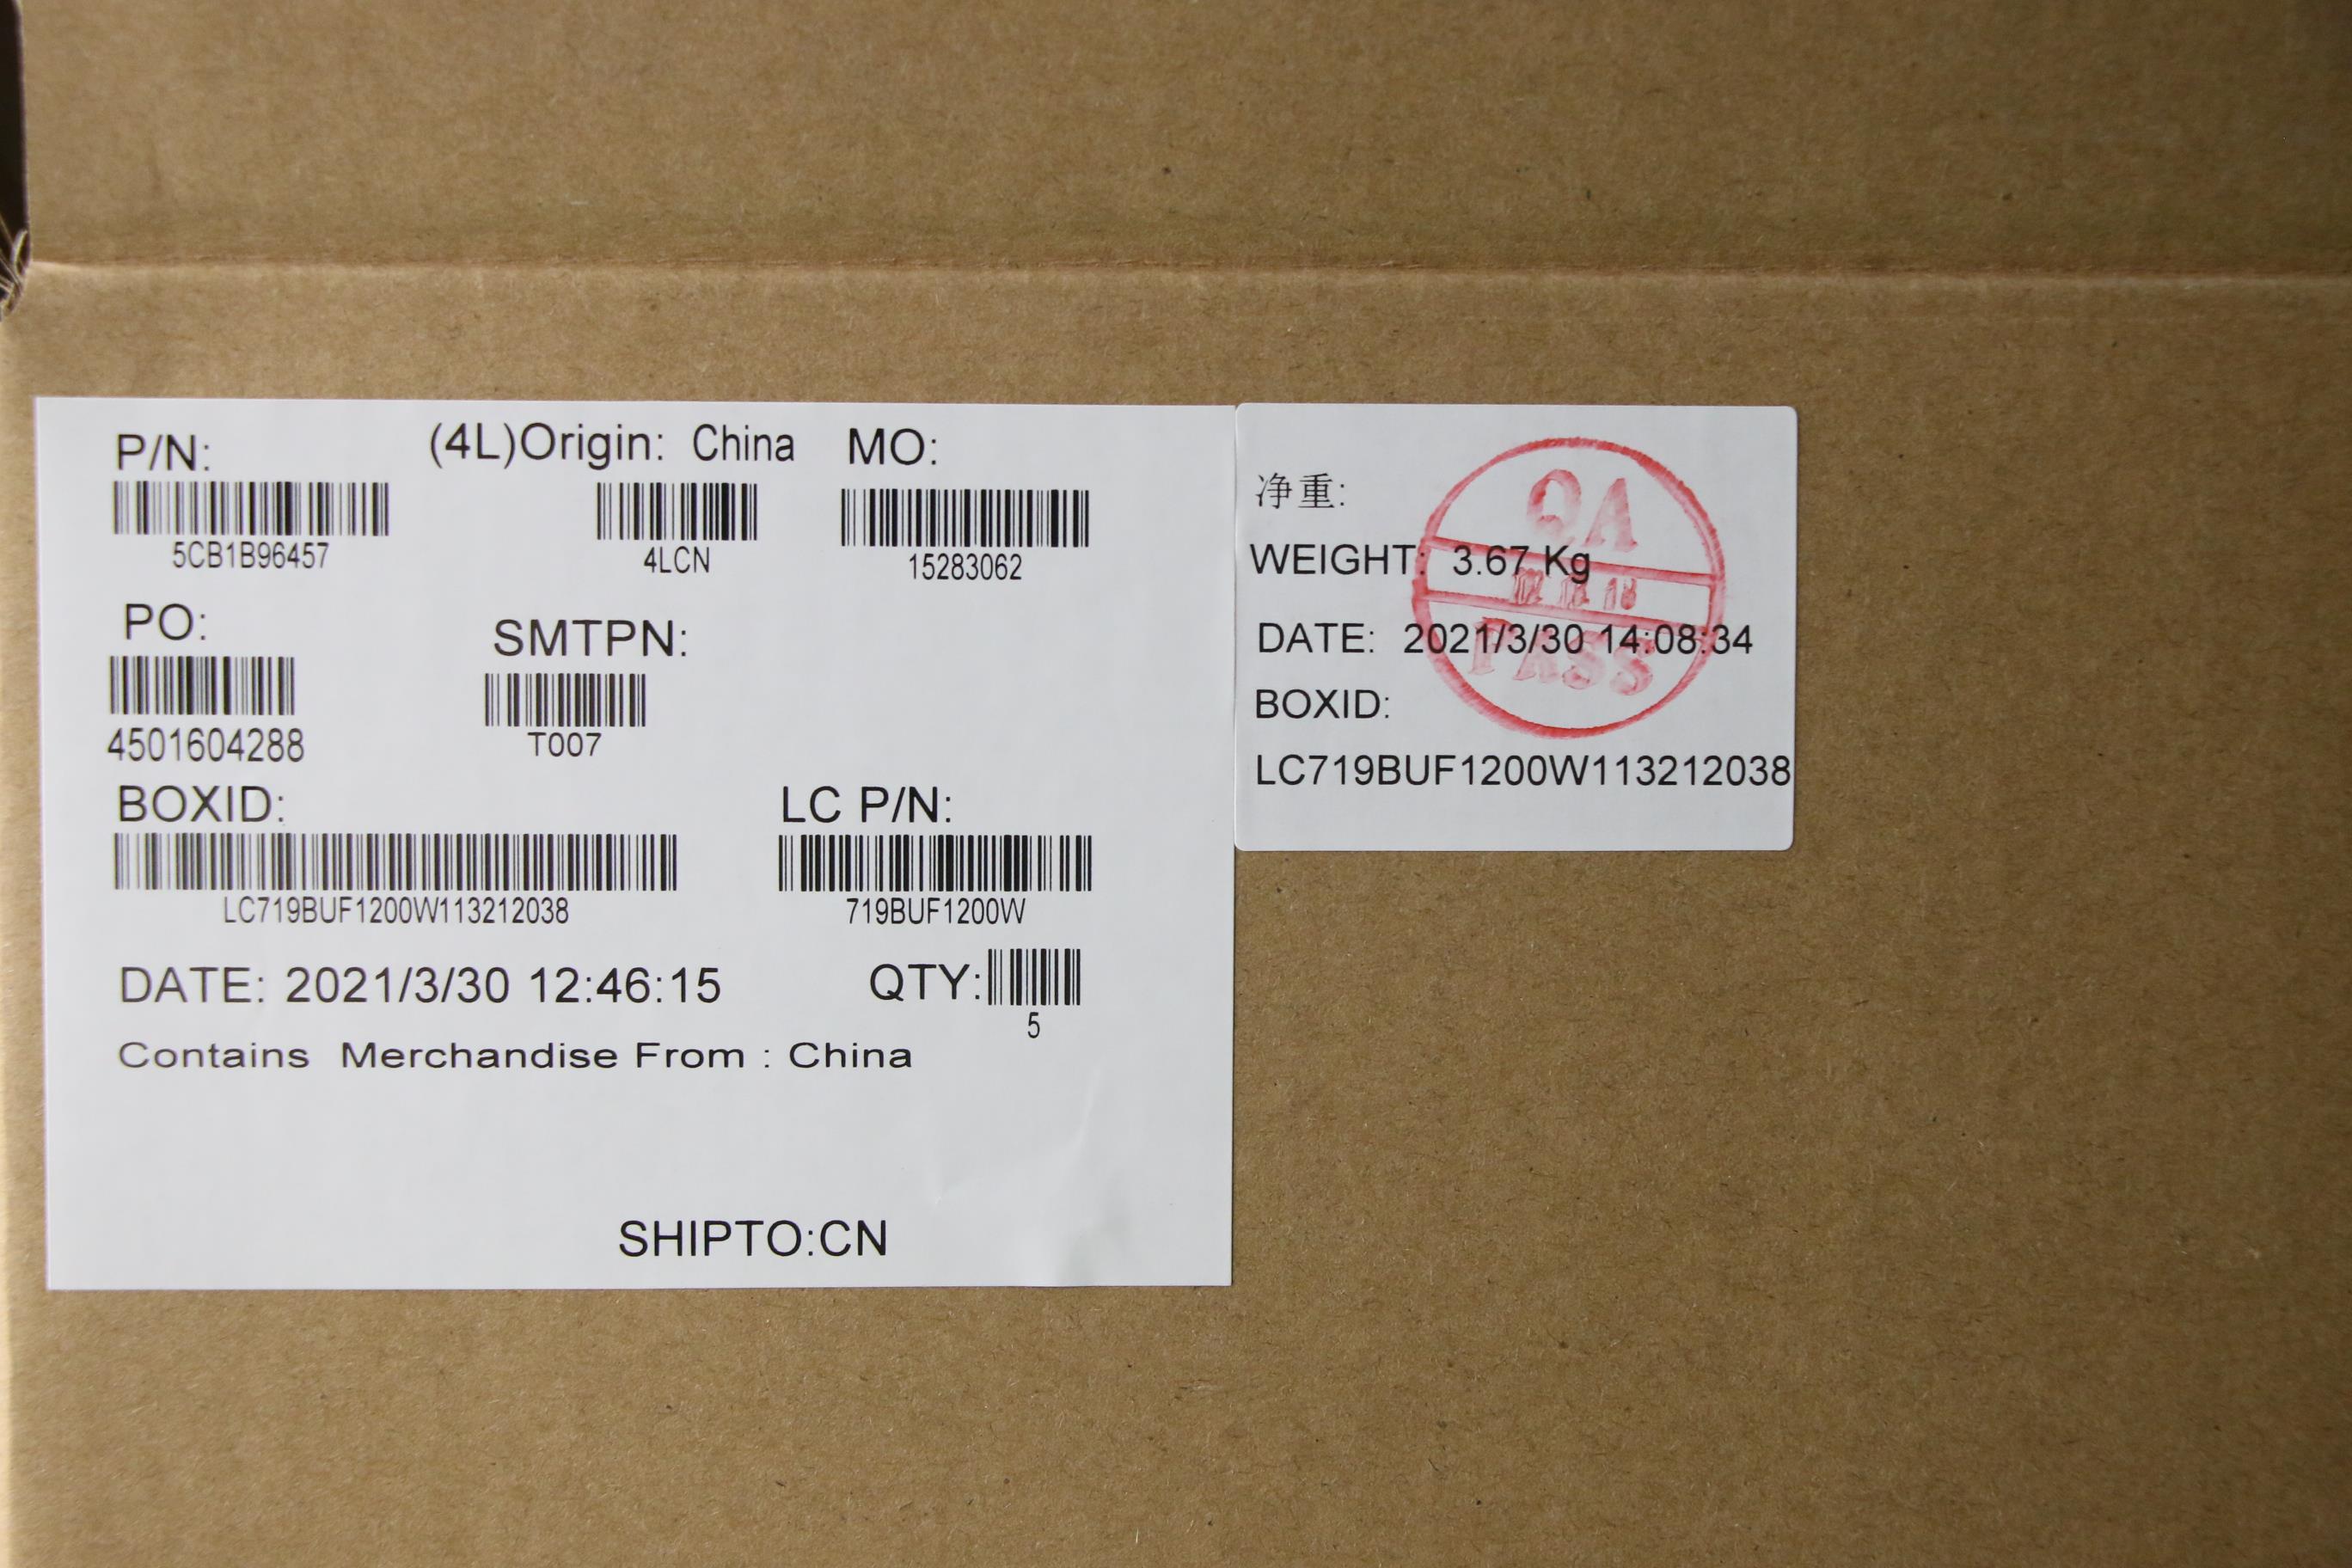 P/N:
(4L)Origin: China
MO:
5CB1B96457
4LCN
15283062
PO:
SMTPN:
4501604288
T007
BOXID:
LC P/N:
LC719BUF1200W113212038
719BUF1200W
DATE: 2021/3/30 12:46:15
QTY:
5
Contains Merchandise From : China
SHIPTO:CN
净重:
WEIGHT: 3.67 Kg
DATE: 2021/3/30 14:08:34
BOXID:
LC719BUF1200W113212038
QA
PASS